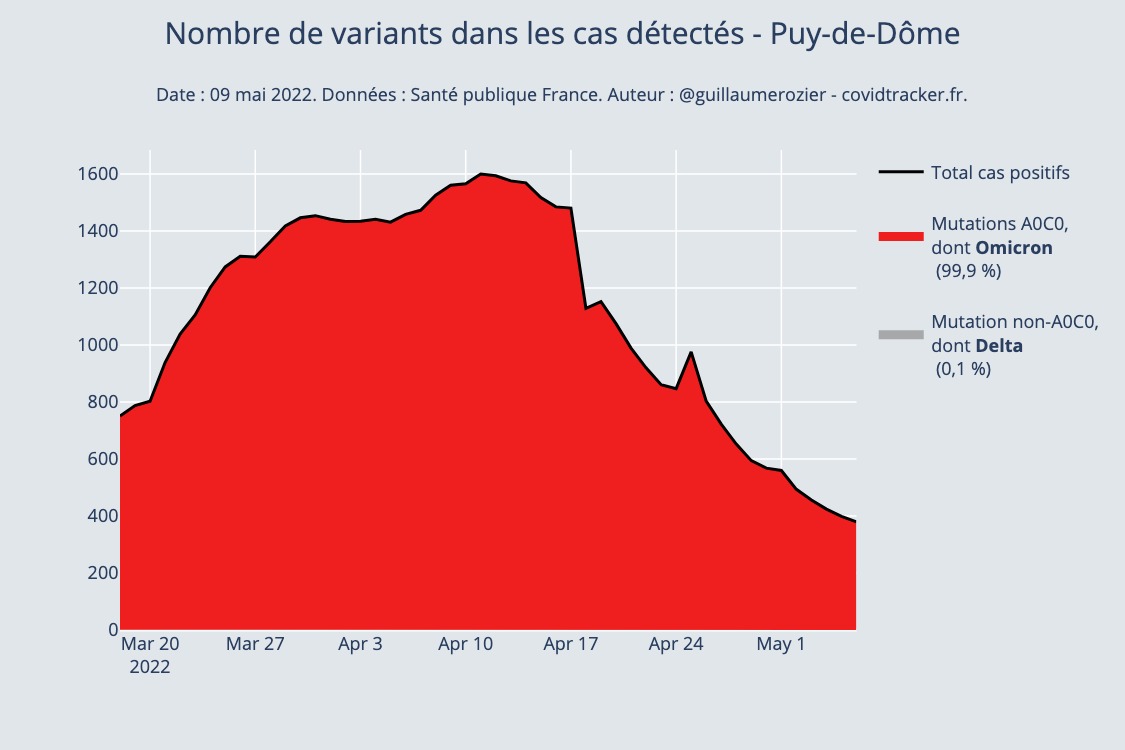 Nombre de variants dans les cas détectés - Puy-de-Dôme
Date : 09 mai 2022. Données : Santé publique France. Auteur : @guillaumerozier - covidtracker.fr.
1600
1400
1200
1000
800
600
400
200
0
Mar 20
2022
Mar 27
Apr 3
Apr 10
Apr 17
Apr 24
May 1
Total cas positifs
Mutations A0C0,
dont Omicron
(99,9 %)
Mutation non-A0C0,
dont Delta
(0,1 %)